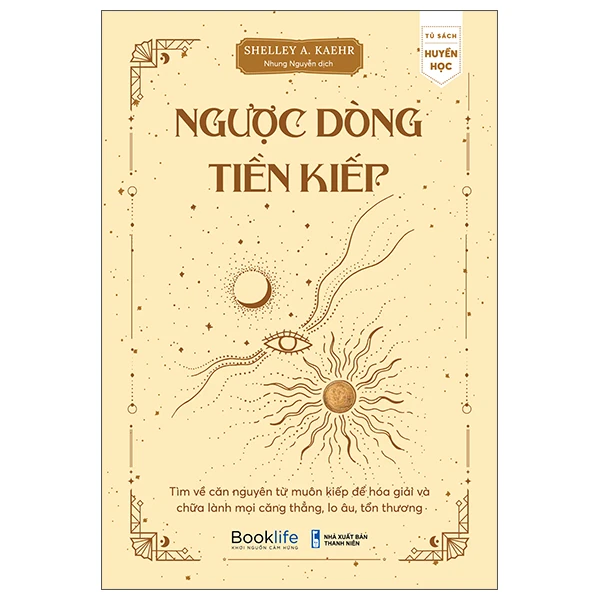 SHELLEY A. KAEHR
Nhung Nguyễn dịch
TỦ SÁCH
HUYỀN
HỌC
NGƯỢC DÒNG
TIỀN KIẾP
Tìm về căn nguyên từ muôn kiếp để hóa giải và
chữa lành mọi căng thẳng, lo âu, tổn thương
Booklife
KHƠI NGUỒN CẢM HỨNG
NHÀ XUẤT BẢN
THANH NIÊN